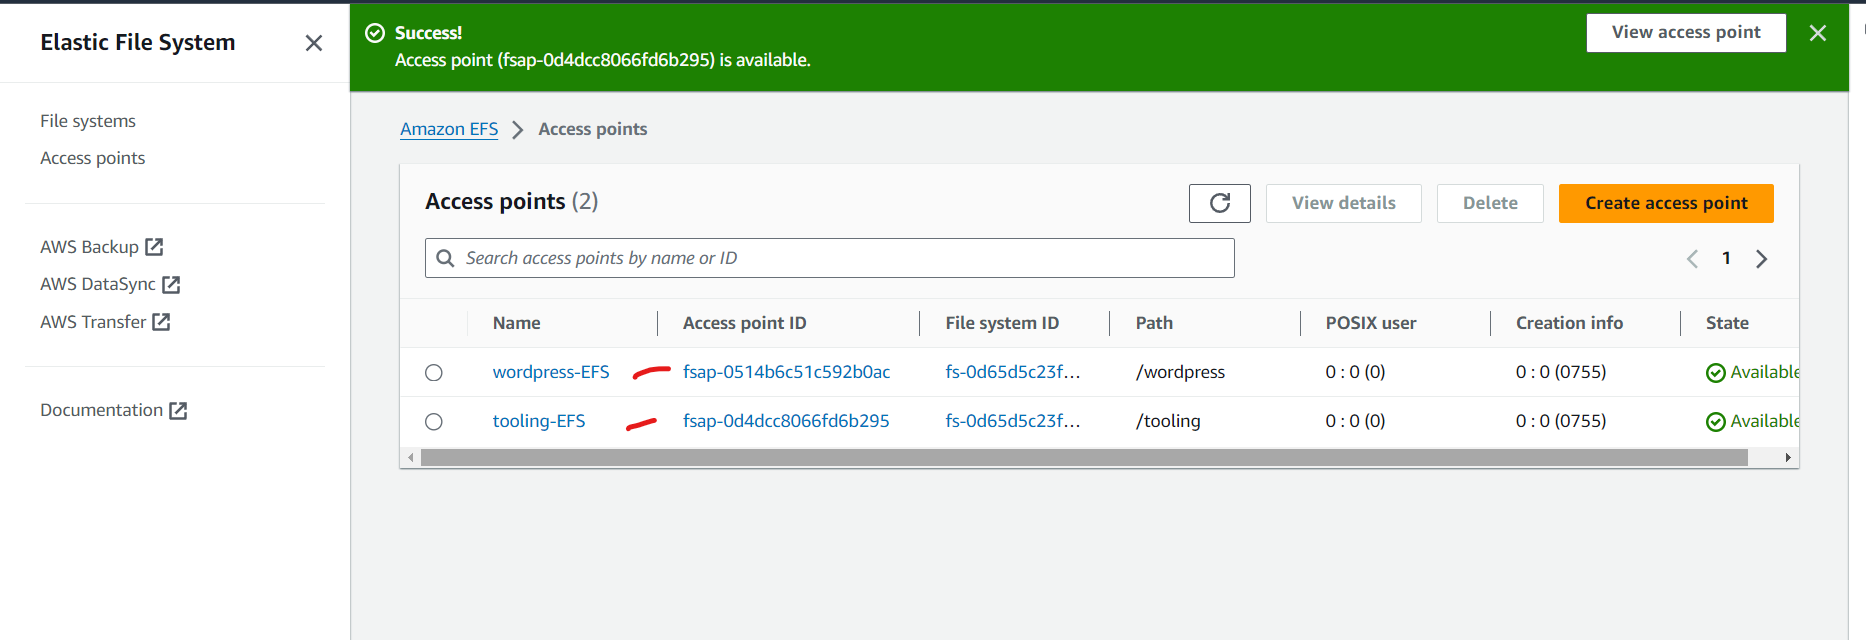 Elastic File System
File systems
Access points
AWS Backup
AWS DataSync
AWS Transfer
Documentation
Success!
Access point (fsap-0d4dcc8066fd6b295) is available.
View access point
Amazon EFS > Access points
Access points (2)
View details
Delete
Create access point
Search access points by name or ID
1
Name Access point ID File system ID Path POSIX user Creation info State
wordpress-EFS fsap-0514b6c51c592b0ac fs-0d65d5c23f... /wordpress 0 : 0 (0) 0 : 0 (0755) Available
tooling-EFS fsap-0d4dcc8066fd6b295 fs-0d65d5c23f... /tooling 0 : 0 (0) 0 : 0 (0755) Available